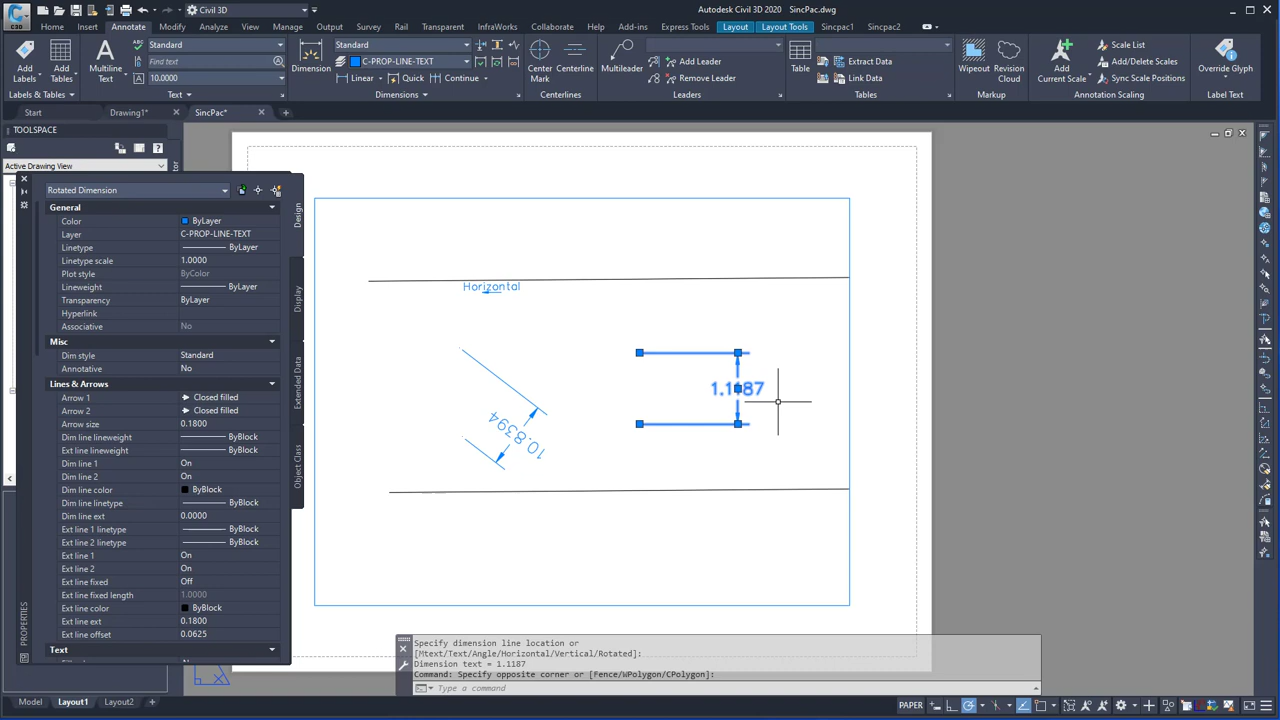 Civil 3D
Autodesk Civil 3D 2020 SincPac.dwg
C3D
Home Insert Annotate Modify Analyze View Manage Output Survey Rail Transparent InfraWorks Collaborate Help Add-ins Express Tools Layout Layout Tools Sincpac1 Sincpac2
Add Labels
Add Tables
Labels & Tables
Multiline Text
Standard
Find text
10.0000
Text
Dimension
Standard
C-PROP-LINE-TEXT
Linear Quick Continue
Dimensions
Center Mark
Centerline
Centerlines
Multileader
Add Leader
Remove Leader
Leaders
Table
Extract Data
Link Data
Tables
Wipeout
Revision Cloud
Markup
Add Current Scale
Scale List
Add/Delete Scales
Sync Scale Positions
Annotation Scaling
Override Glyph
Label Text
Start Drawing1* SincPac*
TOOLSPACE
Active Drawing View
Rotated Dimension
General
Color ByLayer
Layer C-PROP-LINE-TEXT
Linetype ByLayer
Linetype scale 1.0000
Plot style ByColor
Lineweight ByLayer
Transparency ByLayer
Hyperlink
Associative No
Misc
Dim style Standard
Annotative No
Lines & Arrows
Arrow 1 Closed filled
Arrow 2 Closed filled
Arrow size 0.1800
Dim line lineweight ByBlock
Ext line lineweight ByBlock
Dim line 1 On
Dim line 2 On
Dim line color ByBlock
Dim line linetype ByBlock
Dim line ext 0.0000
Ext line 1 linetype ByBlock
Ext line 2 linetype ByBlock
Ext line 1 On
Ext line 2 On
Ext line fixed Off
Ext line fixed length 1.0000
Ext line color ByBlock
Ext line ext 0.1800
Ext line offset 0.0625
Text
Design
Display
Extended Data
Object Class
PROPERTIES
Horizontal
10.8394
1.1187
Specify dimension line location or
[Mtext/Text/Angle/Horizontal/Vertical/Rotated]:
Dimension text = 1.1187
Command: Specify opposite corner or [Fence/WPolygon/CPolygon]:
Type a command
Model Layout1 Layout2 +
PAPER